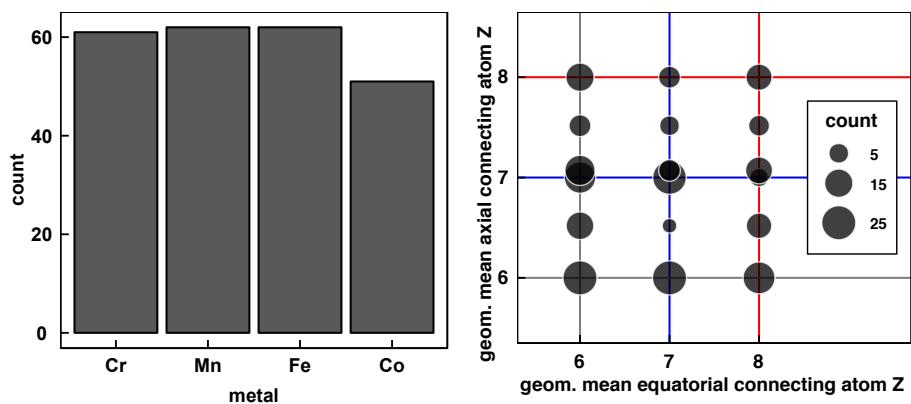 60
40
20
0
count
Cr Mn Fe Co
metal
geom. mean axial connecting atom Z
8
7
6
count
5
15
25
6 7 8
geom. mean equatorial connecting atom Z